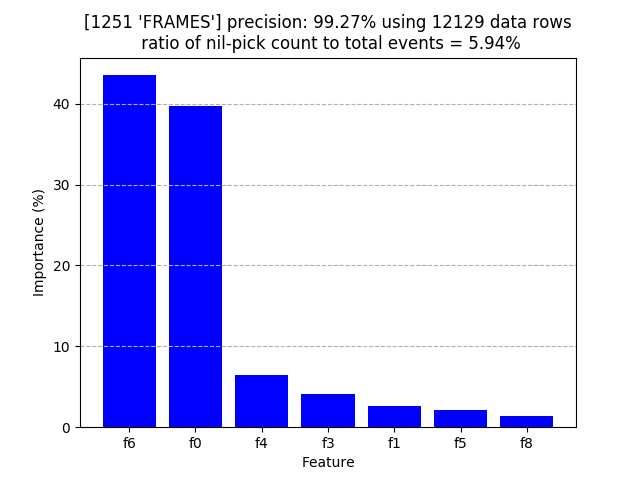 [1251 'FRAMES'] precision: 99.27% using 12129 data rows
ratio of nil-pick count to total events = 5.94%
Importance (%)
40
30
20
10
0
f6 f0 f4 f3 f1 f5 f8
Feature